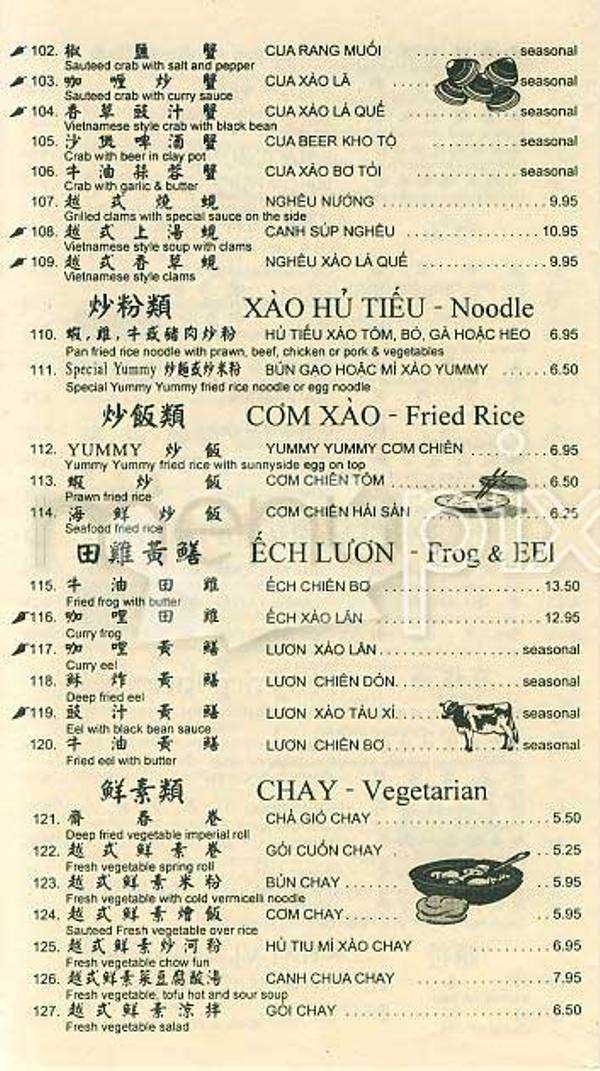 102. 椒 鹽 蟹 CUA RANG MUỐI seasonal
Sauteed crab with salt and pepper
103. 咖 喱 炒 蟹 CUA XÀO LĂ seasonal
Sauteed crab with curry sauce
104. 香 草 豉 汁 蟹 CUA XÀO LÁ QUẾ seasonal
Vietnamese style crab with black bean
105. 沙 煲 啤 酒 蟹 CUA BEER KHO TỘ seasonal
Crab with beer in clay pot
106. 牛 油 蒜 蓉 蟹 CUA XÀO BƠ TỎI seasonal
Crab with garlic & butter
107. 越 式 燒 蜆 NGHÊU NƯỚNG 9.95
Grilled clams with special sauce on the side
108. 越 式 上 湯 蜆 CANH SÚP NGHÊU 10.95
Vietnamese style soup with clams
109. 越 式 香 草 蜆 NGHÊU XÀO LÁ QUẾ 9.95
Vietnamese style clams
炒粉類 XÀO HỦ TIẾU - Noodle
110. 蝦,雞,牛或豬肉炒粉 HỦ TIẾU XÀO TÔM, BÒ, GÀ HOẶC HEO 6.95
Pan fried rice noodle with prawn, beef, chicken or pork & vegetables
111. Special Yummy 炒麵或炒米粉 BÚN GẠO HOẶC MÌ XÀO YUMMY 6.50
Special Yummy Yummy fried rice noodle or egg noodle
炒飯類 CƠM XÀO - Fried Rice
112. YUMMY 炒 飯 YUMMY YUMMY CƠM CHIÊN 6.95
Yummy Yummy fried rice with sunnyside egg on top
113. 蝦 炒 飯 CƠM CHIÊN TÔM 6.50
Prawn fried rice
114. 海 鮮 炒 飯 CƠM CHIÊN HẢI SẢN 6.25
Seafood fried rice
田雞黃鱔 ẾCH LƯƠN - Frog & EEl
115. 牛 油 田 雞 ẾCH CHIÊN BƠ 13.50
Fried frog with butter
116. 咖 喱 田 雞 ẾCH XÀO LĂN 12.95
Curry frog
117. 咖 喱 黃 鱔 LƯƠN XÀO LĂN seasonal
Curry eel
118. 酥 炸 黃 鱔 LƯƠN CHIÊN DÒN seasonal
Deep fried eel
119. 豉 汁 黃 鱔 LƯƠN XÀO TÀU XÌ seasonal
Eel with black bean sauce
120. 牛 油 黃 鱔 LƯƠN CHIÊN BƠ seasonal
Fried eel with butter
鮮素類 CHAY - Vegetarian
121. 齋 春 卷 CHẢ GIÒ CHAY 5.50
Deep fried vegetable imperial roll
122. 越 式 鮮 素 卷 GỎI CUỐN CHAY 5.25
Fresh vegetable spring roll
123. 越 式 鮮 素 米 粉 BÚN CHAY 5.95
Fresh vegetable with cold vermicelli noodle
124. 越 式 鮮 素 燴 飯 CƠM CHAY 5.95
Sauteed Fresh vegetable over rice
125. 越 式 鮮 素 炒 河 粉 HỦ TIU MÌ XÀO CHAY 6.95
Fresh vegetable chow fun
126. 越式鮮素菜豆腐酸湯 CANH CHUA CHAY 7.95
Fresh vegetable, tofu hot and sour soup
127. 越 式 鮮 素 涼 拌 GỎI CHAY 6.50
Fresh vegetable salad
menupix